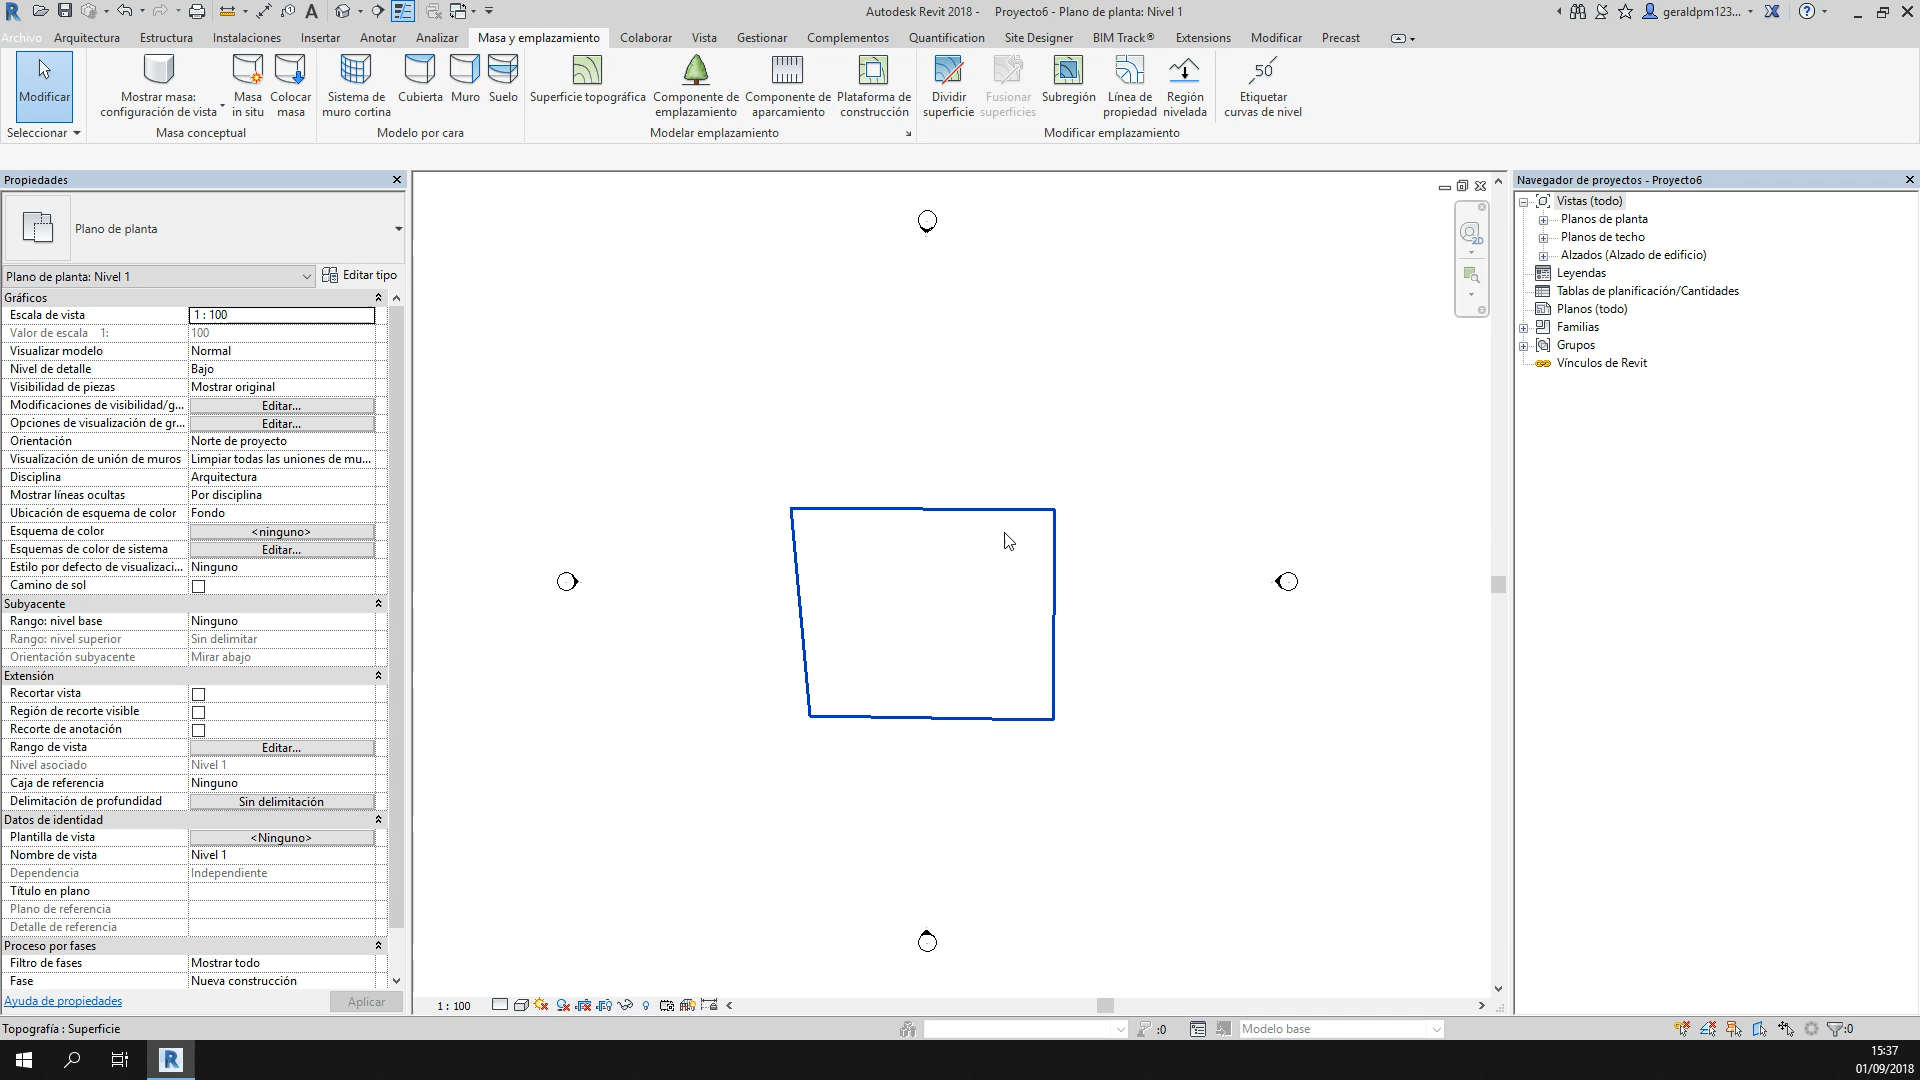 Autodesk Revit 2018 - Proyecto6 - Plano de planta: Nivel 1
geraldpm123...
Archivo Arquitectura Estructura Instalaciones Insertar Anotar Analizar Masa y emplazamiento Colaborar Vista Gestionar Complementos Quantification Site Designer BIM Track® Extensions Modificar Precast
Modificar
Mostrar masa:
configuración de vista
Masa
in situ
Colocar
masa
Sistema de
muro cortina
Cubierta
Muro
Suelo
Superficie topográfica
Componente de
emplazamiento
Componente de
aparcamiento
Plataforma de
construcción
Dividir
superficie
Fusionar
superficies
Subregión
Línea de
propiedad
Región
nivelada
50
Etiquetar
curvas de nivel
Seleccionar
Masa conceptual
Modelo por cara
Modelar emplazamiento
Modificar emplazamiento
Propiedades
Plano de planta
Plano de planta: Nivel 1 Editar tipo
Gráficos
Escala de vista 1 : 100
Valor de escala 1: 100
Visualizar modelo Normal
Nivel de detalle Bajo
Visibilidad de piezas Mostrar original
Modificaciones de visibilidad/g... Editar...
Opciones de visualización de gr... Editar...
Orientación Norte de proyecto
Visualización de unión de muros Limpiar todas las uniones de mu...
Disciplina Arquitectura
Mostrar líneas ocultas Por disciplina
Ubicación de esquema de color Fondo
Esquema de color <ninguno>
Esquemas de color de sistema Editar...
Estilo por defecto de visualizaci... Ninguno
Camino de sol
Subyacente
Rango: nivel base Ninguno
Rango: nivel superior Sin delimitar
Orientación subyacente Mirar abajo
Extensión
Recortar vista
Región de recorte visible
Recorte de anotación
Rango de vista Editar...
Nivel asociado Nivel 1
Caja de referencia Ninguno
Delimitación de profundidad Sin delimitación
Datos de identidad
Plantilla de vista <Ninguno>
Nombre de vista Nivel 1
Dependencia Independiente
Título en plano
Plano de referencia
Detalle de referencia
Proceso por fases
Filtro de fases Mostrar todo
Fase Nueva construcción
Ayuda de propiedades Aplicar
2D
1 : 100
Navegador de proyectos - Proyecto6
Vistas (todo)
Planos de planta
Planos de techo
Alzados (Alzado de edificio)
Leyendas
Tablas de planificación/Cantidades
Planos (todo)
Familias
Grupos
Vínculos de Revit
Topografía : Superficie
:0
Modelo base
:0
15:37
01/09/2018